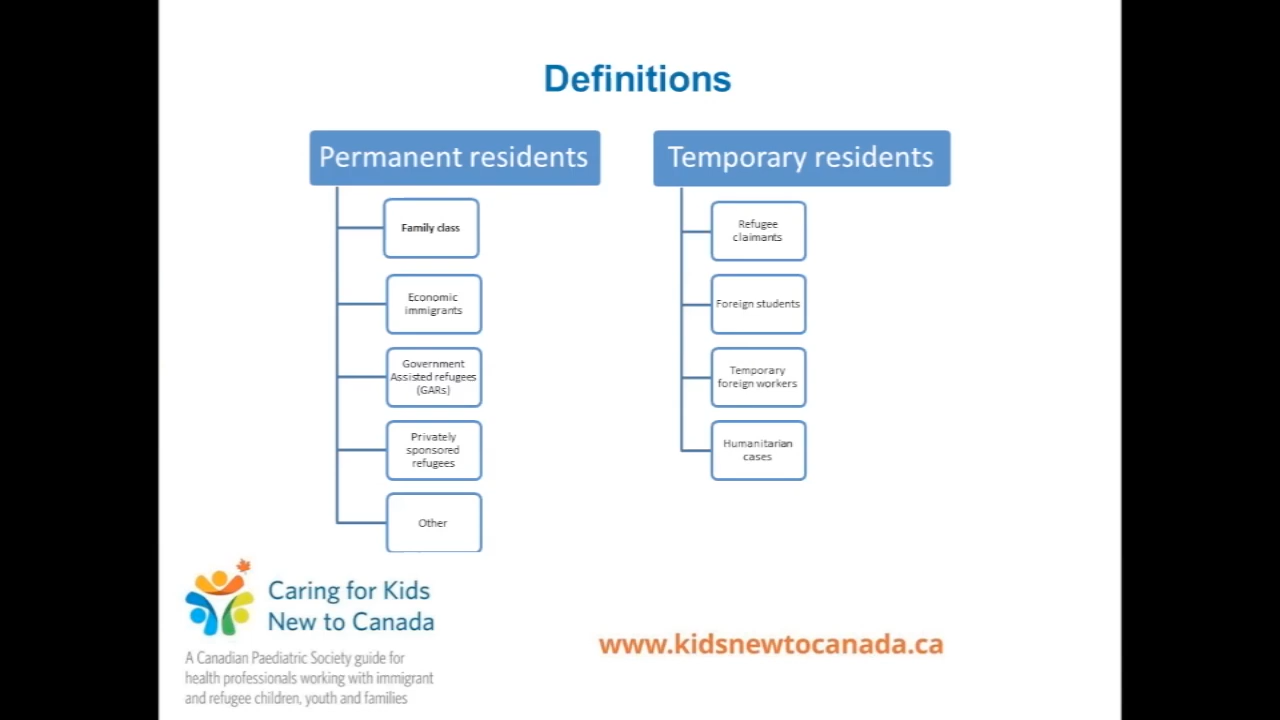 Definitions
Permanent residents
Family class
Economic
immigrants
Government
Assisted refugees
(GARs)
Privately
sponsored
refugees
Other
Temporary residents
Refugee
claimants
Foreign students
Temporary
foreign workers
Humanitarian
cases
Caring for Kids
New to Canada
A Canadian Paediatric Society guide for
health professionals working with immigrant
and refugee children, youth and families
www.kidsnewtocanada.ca